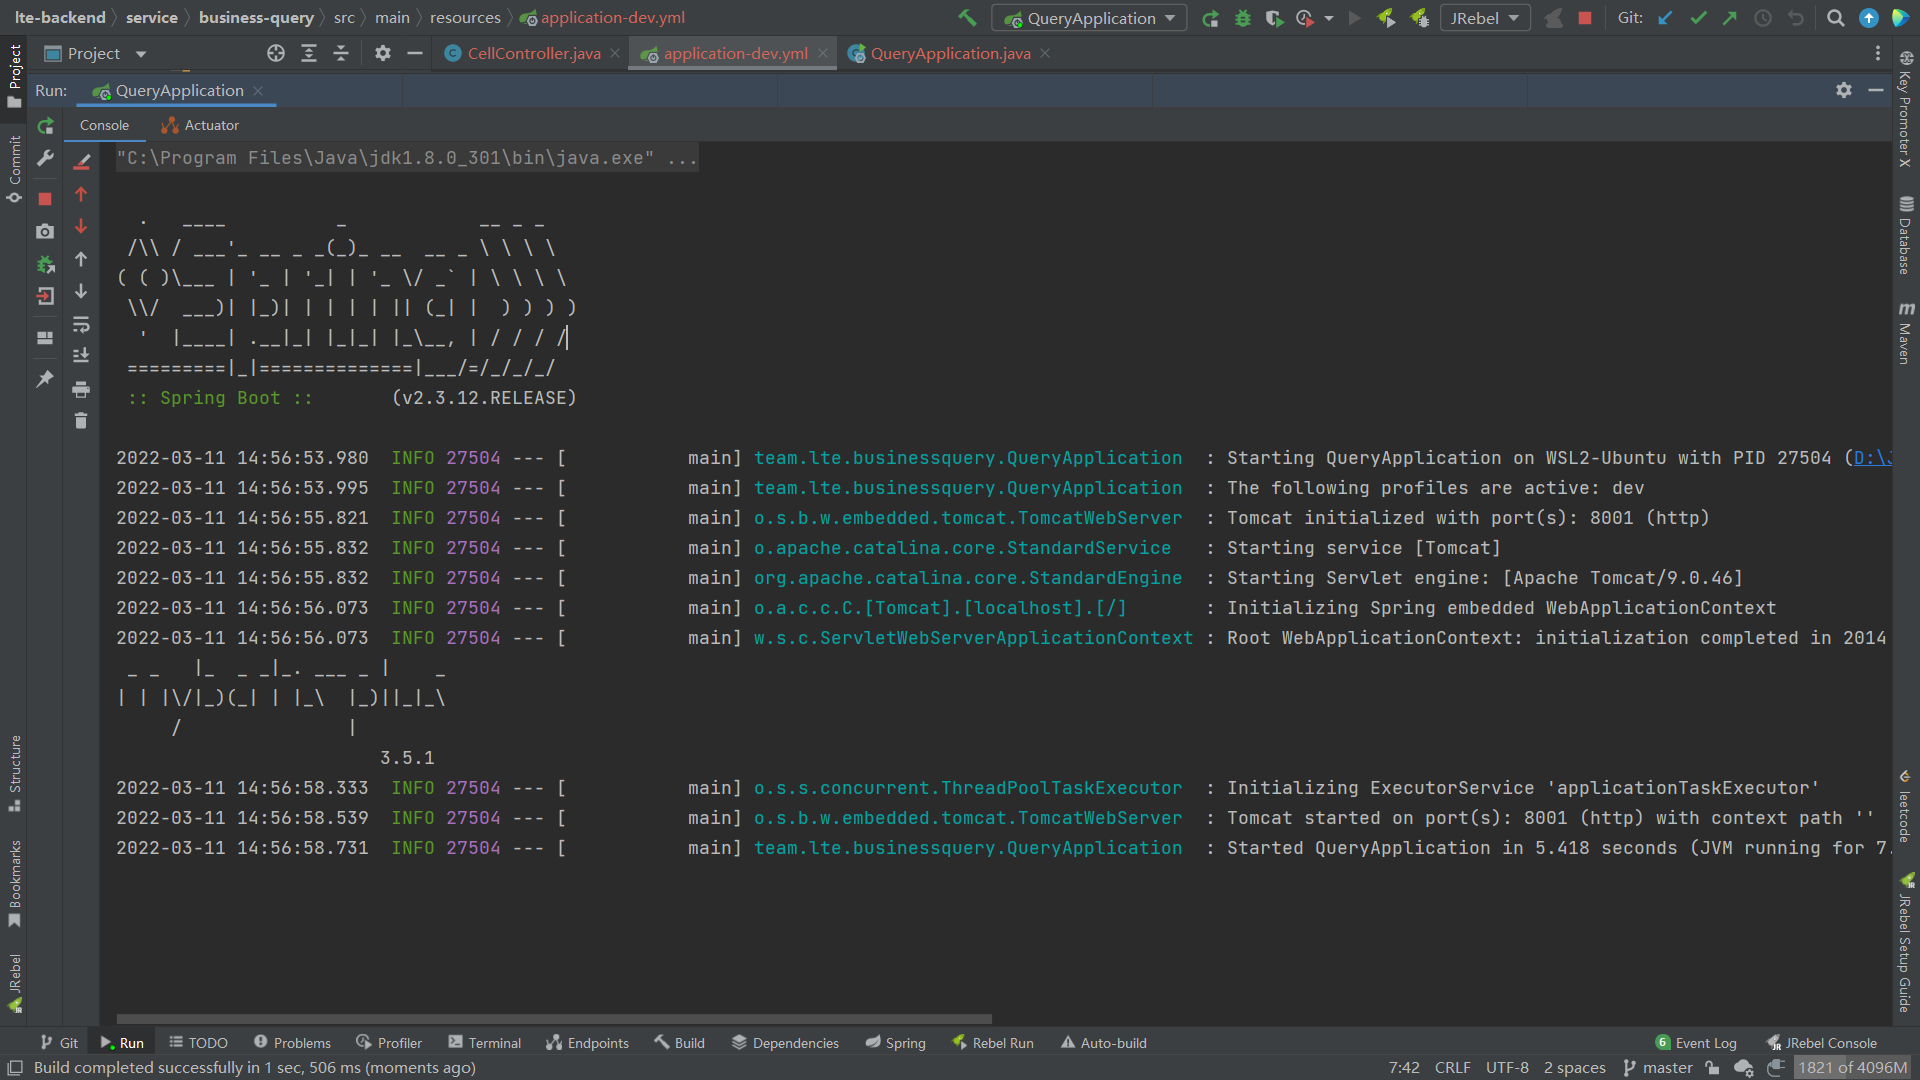 lte-backend service business-query src main resources application-dev.yml QueryApplication JRebel Git:
Project CellController.java application-dev.yml QueryApplication.java
Run: QueryApplication
Console Actuator
"C:\Program Files\Java\jdk1.8.0_301\bin\java.exe" ...
  .   ____          _            __ _ _
 /\\ / ___'_ __ _ _(_)_ __  __ _ \ \ \ \
( ( )\___ | '_ | '_| | '_ \/ _` | \ \ \ \
 \\/  ___)| |_)| | | | | || (_| |  ) ) ) )
  '  |____| .__|_| |_|_| |_\__, | / / / /
 =========|_|==============|___/=/_/_/_/
 :: Spring Boot ::       (v2.3.12.RELEASE)
2022-03-11 14:56:53.980  INFO 27504 --- [           main] team.lte.businessquery.QueryApplication  : Starting QueryApplication on WSL2-Ubuntu with PID 27504 (D:\J
2022-03-11 14:56:53.995  INFO 27504 --- [           main] team.lte.businessquery.QueryApplication  : The following profiles are active: dev
2022-03-11 14:56:55.821  INFO 27504 --- [           main] o.s.b.w.embedded.tomcat.TomcatWebServer  : Tomcat initialized with port(s): 8001 (http)
2022-03-11 14:56:55.832  INFO 27504 --- [           main] o.apache.catalina.core.StandardService   : Starting service [Tomcat]
2022-03-11 14:56:55.832  INFO 27504 --- [           main] org.apache.catalina.core.StandardEngine  : Starting Servlet engine: [Apache Tomcat/9.0.46]
2022-03-11 14:56:56.073  INFO 27504 --- [           main] o.a.c.c.C.[Tomcat].[localhost].[/]       : Initializing Spring embedded WebApplicationContext
2022-03-11 14:56:56.073  INFO 27504 --- [           main] w.s.c.ServletWebServerApplicationContext : Root WebApplicationContext: initialization completed in 2014
 _ _   |_  _ _|_. ___ _ |    _
| | |\/|_)(_| | |_\  |_)||_|_\
     /               |
                        3.5.1
2022-03-11 14:56:58.333  INFO 27504 --- [           main] o.s.s.concurrent.ThreadPoolTaskExecutor  : Initializing ExecutorService 'applicationTaskExecutor'
2022-03-11 14:56:58.539  INFO 27504 --- [           main] o.s.b.w.embedded.tomcat.TomcatWebServer  : Tomcat started on port(s): 8001 (http) with context path ''
2022-03-11 14:56:58.731  INFO 27504 --- [           main] team.lte.businessquery.QueryApplication  : Started QueryApplication in 5.418 seconds (JVM running for 7.
Project
Commit
Structure
Bookmarks
JRebel
Key Promoter X
Database
Maven
leetcode
JRebel Setup Guide
Git Run TODO Problems Profiler Terminal Endpoints Build Dependencies Spring Rebel Run Auto-build 6 Event Log JRebel Console
Build completed successfully in 1 sec, 506 ms (moments ago) 7:42 CRLF UTF-8 2 spaces master 1821 of 4096M